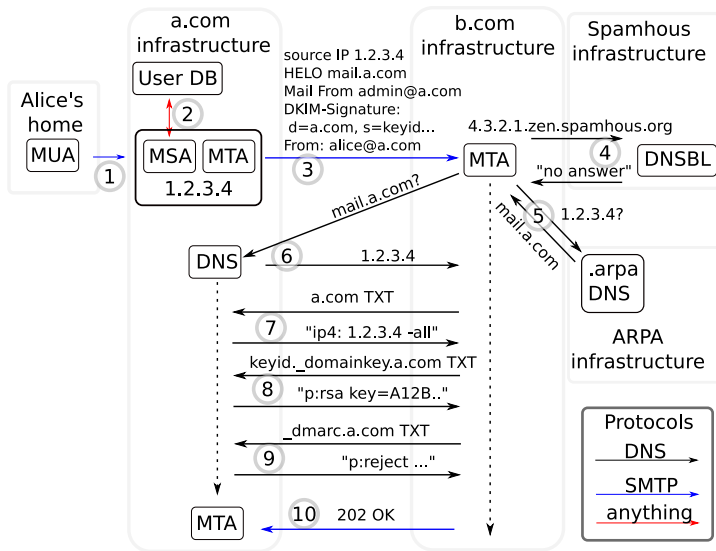 a.com
infrastructure
b.com
infrastructure
Spamhous
infrastructure
source IP 1.2.3.4
HELO mail.a.com
Mail From admin@a.com
DKIM-Signature:
d=a.com, s=keyid...
From: alice@a.com
User DB
2
Alice's
home
MUA
1
MSA
MTA
1.2.3.4
3
MTA
4.3.2.1.zen.spamhous.org
4
"no answer"
DNSBL
mail.a.com?
5
1.2.3.4?
mail.a.com
DNS
6
1.2.3.4
.arpa
DNS
a.com TXT
7
"ip4: 1.2.3.4 -all"
ARPA
infrastructure
keyid._domainkey.a.com TXT
8
"p:rsa key=A12B.."
_dmarc.a.com TXT
9
"p:reject ..."
MTA
10
202 OK
Protocols
DNS
SMTP
anything